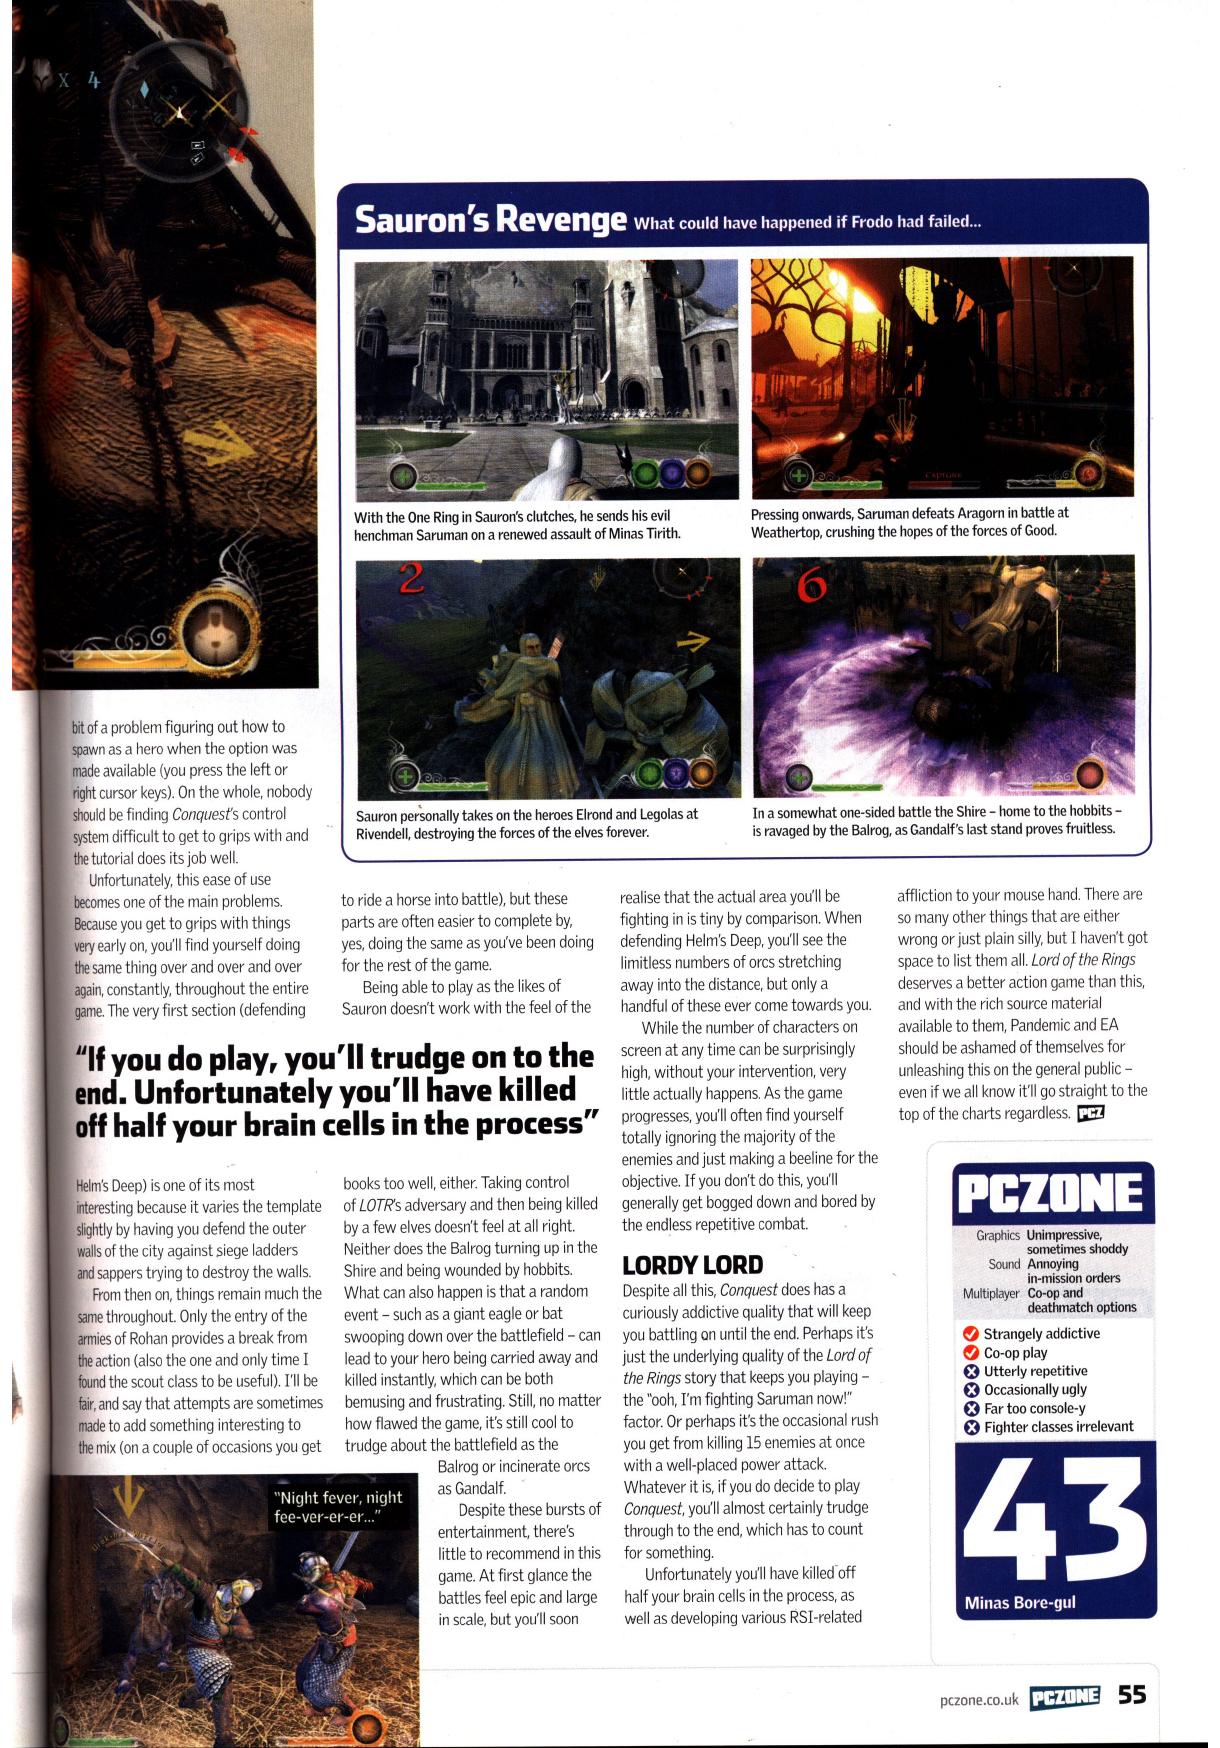 x 4
Sauron's Revenge What could have happened if Frodo had failed...
With the One Ring in Sauron's clutches, he sends his evil
henchman Saruman on a renewed assault of Minas Tirith.
CAPTURE
Pressing onwards, Saruman defeats Aragorn in battle at
Weathertop, crushing the hopes of the forces of Good.
2
Sauron personally takes on the heroes Elrond and Legolas at
Rivendell, destroying the forces of the elves forever.
6
In a somewhat one-sided battle the Shire – home to the hobbits –
is ravaged by the Balrog, as Gandalf's last stand proves fruitless.
bit of a problem figuring out how to
spawn as a hero when the option was
made available (you press the left or
right cursor keys). On the whole, nobody
should be finding Conquest's control
system difficult to get to grips with and
the tutorial does its job well.
Unfortunately, this ease of use
becomes one of the main problems.
Because you get to grips with things
very early on, you'll find yourself doing
the same thing over and over and over
again, constantly, throughout the entire
game. The very first section (defending
"If you do play, you'll trudge on to the
end. Unfortunately you'll have killed
off half your brain cells in the process"
Helm's Deep) is one of its most
interesting because it varies the template
slightly by having you defend the outer
walls of the city against siege ladders
and sappers trying to destroy the walls.
From then on, things remain much the
same throughout. Only the entry of the
armies of Rohan provides a break from
the action (also the one and only time I
found the scout class to be useful). I'll be
fair, and say that attempts are sometimes
made to add something interesting to
the mix (on a couple of occasions you get
to ride a horse into battle), but these
parts are often easier to complete by,
yes, doing the same as you've been doing
for the rest of the game.
Being able to play as the likes of
Sauron doesn't work with the feel of the
books too well, either. Taking control
of LOTR's adversary and then being killed
by a few elves doesn't feel at all right.
Neither does the Balrog turning up in the
Shire and being wounded by hobbits.
What can also happen is that a random
event – such as a giant eagle or bat
swooping down over the battlefield – can
lead to your hero being carried away and
killed instantly, which can be both
bemusing and frustrating. Still, no matter
how flawed the game, it's still cool to
trudge about the battlefield as the
Balrog or incinerate orcs
as Gandalf.
Despite these bursts of
entertainment, there's
little to recommend in this
game. At first glance the
battles feel epic and large
in scale, but you'll soon
"Night fever, night
fee-ver-er-er..."
realise that the actual area you'll be
fighting in is tiny by comparison. When
defending Helm's Deep, you'll see the
limitless numbers of orcs stretching
away into the distance, but only a
handful of these ever come towards you.
While the number of characters on
screen at any time can be surprisingly
high, without your intervention, very
little actually happens. As the game
progresses, you'll often find yourself
totally ignoring the majority of the
enemies and just making a beeline for the
objective. If you don't do this, you'll
generally get bogged down and bored by
the endless repetitive combat.
LORDY LORD
Despite all this, Conquest does has a
curiously addictive quality that will keep
you battling on until the end. Perhaps it's
just the underlying quality of the Lord of
the Rings story that keeps you playing –
the "ooh, I'm fighting Saruman now!"
factor. Or perhaps it's the occasional rush
you get from killing 15 enemies at once
with a well-placed power attack.
Whatever it is, if you do decide to play
Conquest, you'll almost certainly trudge
through to the end, which has to count
for something.
Unfortunately you'll have killed off
half your brain cells in the process, as
well as developing various RSI-related
affliction to your mouse hand. There are
so many other things that are either
wrong or just plain silly, but I haven't got
space to list them all. Lord of the Rings
deserves a better action game than this,
and with the rich source material
available to them, Pandemic and EA
should be ashamed of themselves for
unleashing this on the general public –
even if we all know it'll go straight to the
top of the charts regardless. PCZ
PCZONE
Graphics Unimpressive,
sometimes shoddy
Sound Annoying
in-mission orders
Multiplayer Co-op and
deathmatch options
Strangely addictive
Co-op play
Utterly repetitive
Occasionally ugly
Far too console-y
Fighter classes irrelevant
43
Minas Bore-gul
pczone.co.uk PCZONE 55